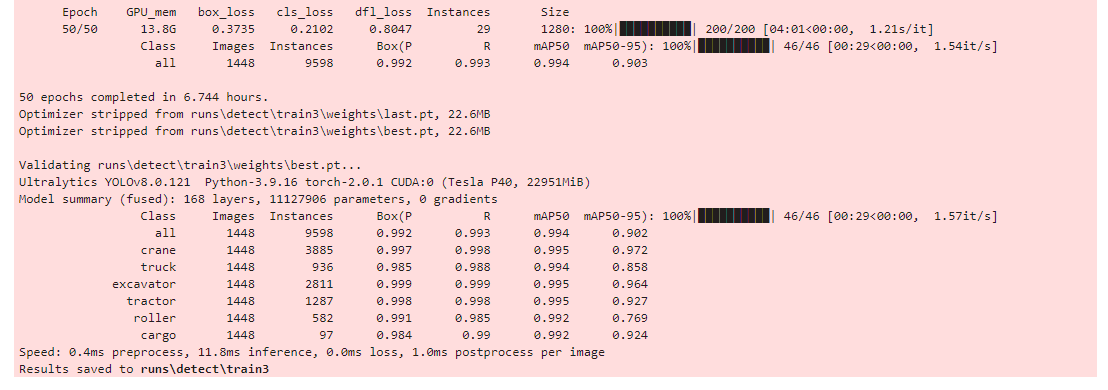 Epoch    GPU_mem   box_loss   cls_loss   dfl_loss  Instances       Size
50/50      13.8G     0.3735     0.2102     0.8047         29       1280: 100%|██████████| 200/200 [04:01<00:00,  1.21s/it]
Class     Images  Instances      Box(P          R      mAP50  mAP50-95): 100%|██████████| 46/46 [00:29<00:00,  1.54it/s]
all       1448       9598      0.992      0.993      0.994      0.903
50 epochs completed in 6.744 hours.
Optimizer stripped from runs\detect\train3\weights\last.pt, 22.6MB
Optimizer stripped from runs\detect\train3\weights\best.pt, 22.6MB
Validating runs\detect\train3\weights\best.pt...
Ultralytics YOLOv8.0.121  Python-3.9.16 torch-2.0.1 CUDA:0 (Tesla P40, 22951MiB)
Model summary (fused): 168 layers, 11127906 parameters, 0 gradients
Class     Images  Instances      Box(P          R      mAP50  mAP50-95): 100%|██████████| 46/46 [00:29<00:00,  1.57it/s]
all       1448       9598      0.992      0.993      0.994      0.902
crane       1448       3885      0.997      0.998      0.995      0.972
truck       1448        936      0.985      0.988      0.994      0.858
excavator       1448       2811      0.999      0.999      0.995      0.964
tractor       1448       1287      0.998      0.998      0.995      0.927
roller       1448        582      0.991      0.985      0.992      0.769
cargo       1448         97      0.984       0.99      0.992      0.924
Speed: 0.4ms preprocess, 11.8ms inference, 0.0ms loss, 1.0ms postprocess per image
Results saved to runs\detect\train3